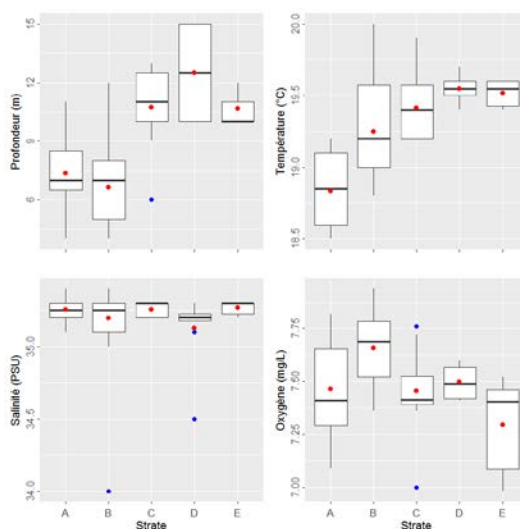 Profondeur (m)
15
12
9
6
Température (°C)
20.0
19.5
19.0
18.5
Salinité (PSU)
35.0
34.5
34.0
A B C D E
Strate
Oxygène (mg/L)
7.75
7.50
7.25
7.00
A B C D E
Strate